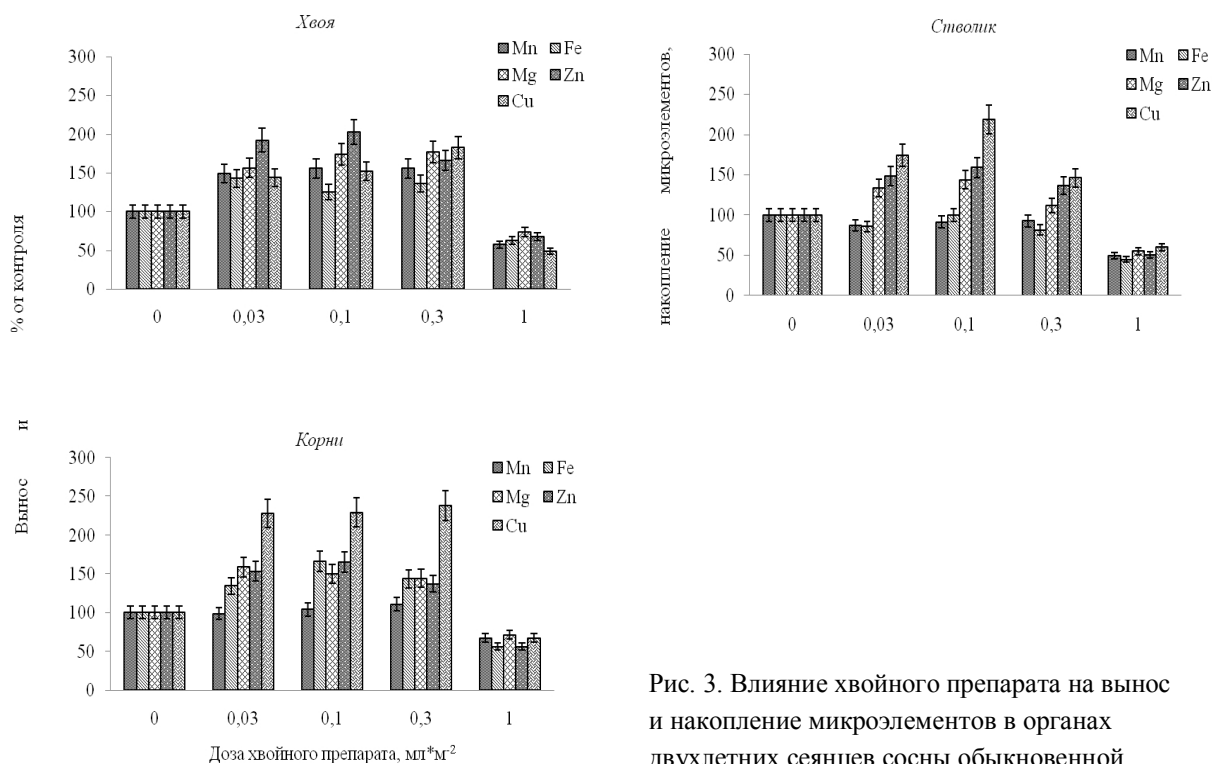 Хвоя
300
250
200
150
100
50
0
0 0,03 0,1 0,3 1
Mn Fe
Mg Zn
Cu
Стволик
300
250
200
150
100
50
0
0 0,03 0,1 0,3 1
Mn Fe
Mg Zn
Cu
Вынос и накопление микроэлементов,
% от контроля
Корни
300
250
200
150
100
50
0
0 0,03 0,1 0,3 1
Mn Fe
Mg Zn
Cu
Доза хвойного препарата, мл*м-2
Рис. 3. Влияние хвойного препарата на вынос
и накопление микроэлементов в органах
двухлетних сеянцев сосны обыкновенной